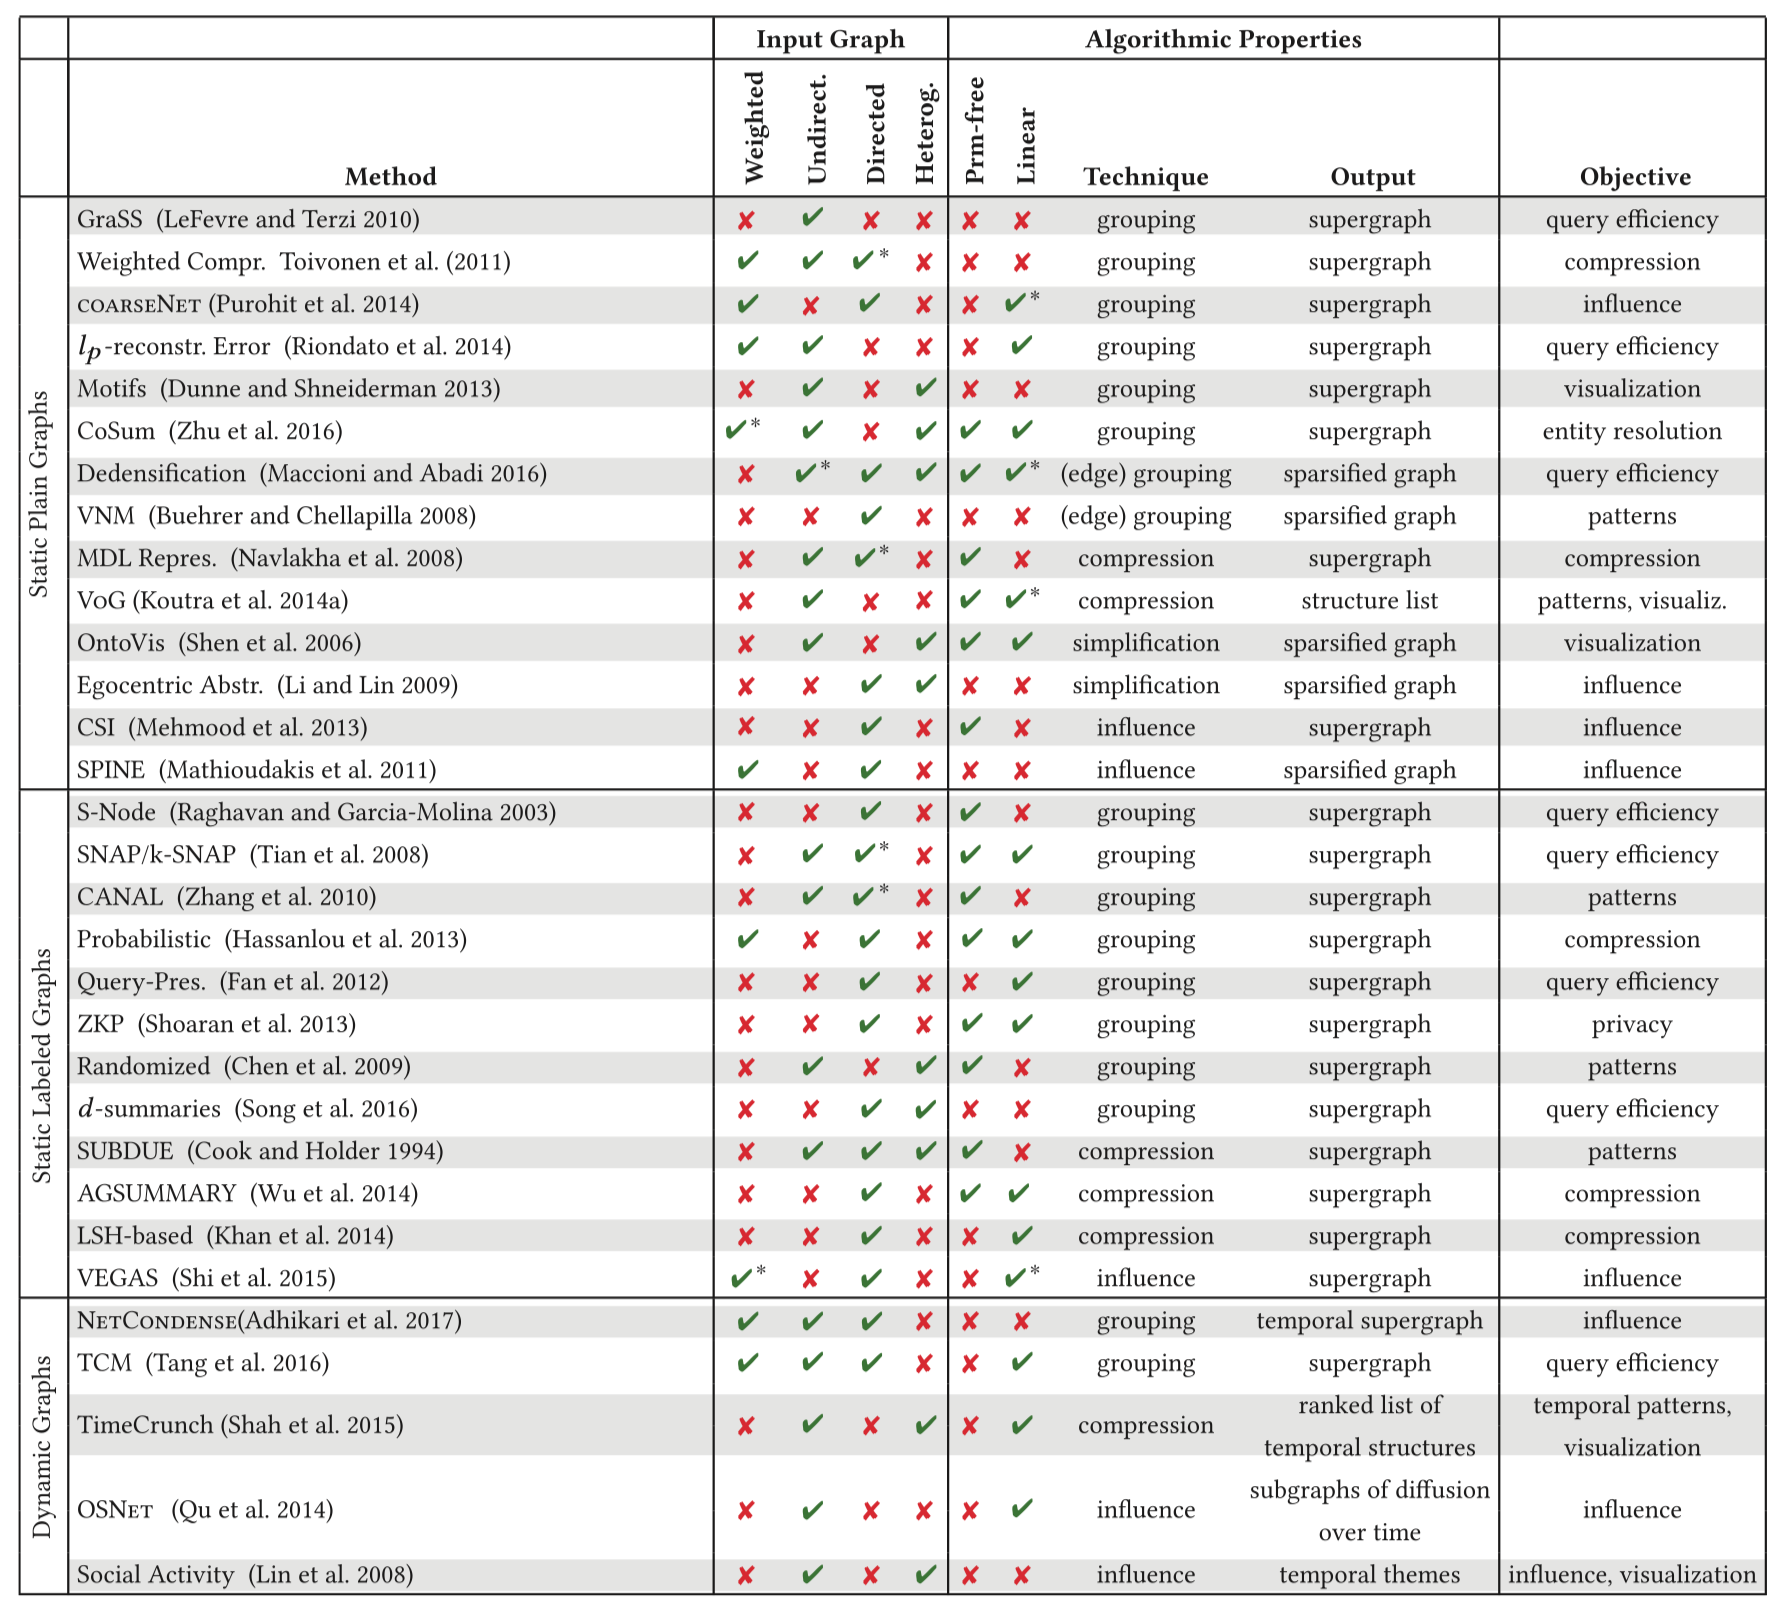 Input Graph Algorithmic Properties
Method Weighted Undirect. Directed Heterog. Prm-free Linear Technique Output Objective
Static Plain Graphs
GraSS (LeFevre and Terzi 2010) ✘ ✔ ✘ ✘ ✘ ✘ grouping supergraph query efficiency
Weighted Compr. Toivonen et al. (2011) ✔ ✔ ✔* ✘ ✘ ✘ grouping supergraph compression
COARSENET (Purohit et al. 2014) ✔ ✘ ✔ ✘ ✘ ✔* grouping supergraph influence
lp-reconstr. Error (Riondato et al. 2014) ✔ ✔ ✘ ✘ ✘ ✔ grouping supergraph query efficiency
Motifs (Dunne and Shneiderman 2013) ✘ ✔ ✘ ✔ ✘ ✘ grouping supergraph visualization
CoSum (Zhu et al. 2016) ✔* ✔ ✘ ✔ ✔ ✔ grouping supergraph entity resolution
Dedensification (Maccioni and Abadi 2016) ✘ ✔* ✔ ✔ ✔ ✔* (edge) grouping sparsified graph query efficiency
VNM (Buehrer and Chellapilla 2008) ✘ ✘ ✔ ✘ ✘ ✘ (edge) grouping sparsified graph patterns
MDL Repres. (Navlakha et al. 2008) ✘ ✔ ✔* ✘ ✔ ✘ compression supergraph compression
VOG (Koutra et al. 2014a) ✘ ✔ ✘ ✘ ✔ ✔* compression structure list patterns, visualiz.
OntoVis (Shen et al. 2006) ✘ ✔ ✘ ✔ ✔ ✔ simplification sparsified graph visualization
Egocentric Abstr. (Li and Lin 2009) ✘ ✘ ✔ ✔ ✘ ✘ simplification sparsified graph influence
CSI (Mehmood et al. 2013) ✘ ✘ ✔ ✘ ✔ ✘ influence supergraph influence
SPINE (Mathioudakis et al. 2011) ✔ ✘ ✔ ✘ ✘ ✘ influence sparsified graph influence
Static Labeled Graphs
S-Node (Raghavan and Garcia-Molina 2003) ✘ ✘ ✔ ✘ ✔ ✘ grouping supergraph query efficiency
SNAP/k-SNAP (Tian et al. 2008) ✘ ✔ ✔* ✘ ✔ ✔ grouping supergraph query efficiency
CANAL (Zhang et al. 2010) ✘ ✔ ✔* ✘ ✔ ✘ grouping supergraph patterns
Probabilistic (Hassanlou et al. 2013) ✔ ✘ ✔ ✘ ✔ ✔ grouping supergraph compression
Query-Pres. (Fan et al. 2012) ✘ ✘ ✔ ✘ ✘ ✔ grouping supergraph query efficiency
ZKP (Shoaran et al. 2013) ✘ ✘ ✔ ✘ ✔ ✔ grouping supergraph privacy
Randomized (Chen et al. 2009) ✘ ✔ ✘ ✔ ✔ ✘ grouping supergraph patterns
d-summaries (Song et al. 2016) ✘ ✘ ✔ ✔ ✘ ✘ grouping supergraph query efficiency
SUBDUE (Cook and Holder 1994) ✘ ✔ ✔ ✔ ✔ ✘ compression supergraph patterns
AGSUMMARY (Wu et al. 2014) ✘ ✘ ✔ ✘ ✔ ✔ compression supergraph compression
LSH-based (Khan et al. 2014) ✘ ✘ ✔ ✘ ✘ ✔ compression supergraph compression
VEGAS (Shi et al. 2015) ✔* ✘ ✔ ✘ ✘ ✔* influence supergraph influence
Dynamic Graphs
NETCONDENSE(Adhikari et al. 2017) ✔ ✔ ✔ ✘ ✘ ✘ grouping temporal supergraph influence
TCM (Tang et al. 2016) ✔ ✔ ✔ ✘ ✘ ✔ grouping supergraph query efficiency
TimeCrunch (Shah et al. 2015) ✘ ✔ ✘ ✔ ✘ ✔ compression
ranked list of
temporal structures
temporal patterns,
visualization
OSNET (Qu et al. 2014) ✘ ✔ ✘ ✘ ✘ ✔ influence
subgraphs of diffusion
over time
influence
Social Activity (Lin et al. 2008) ✘ ✔ ✘ ✔ ✘ ✘ influence temporal themes influence, visualization